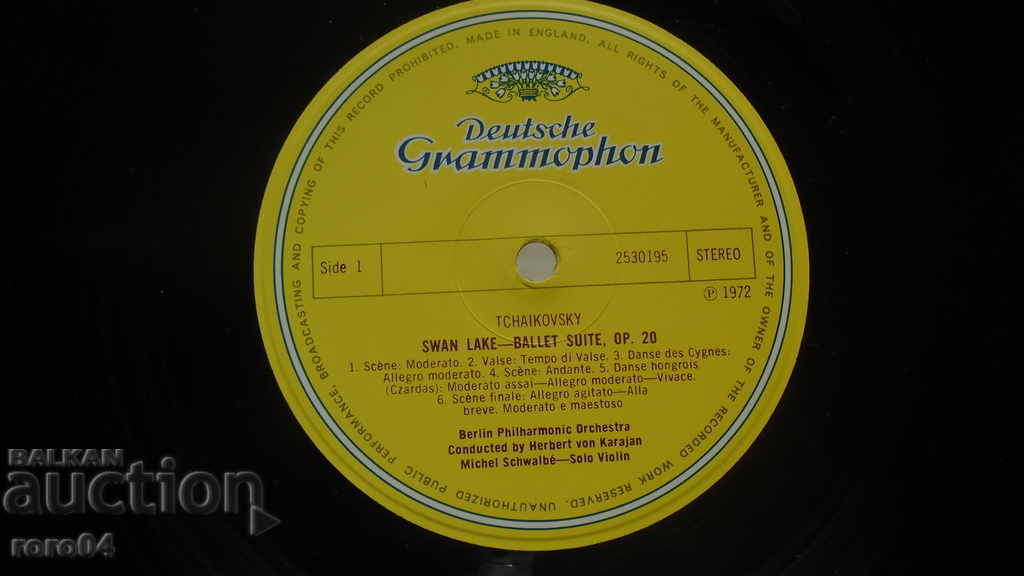 MADE IN ENGLAND. ALL RIGHTS OF THE MANUFACTURER AND OF THE OWNER OF THE RECORDED WORK RESERVED. UNAUTHORIZED PUBLIC PERFORMANCE, BROADCASTING AND COPYING OF THIS RECORD PROHIBITED.
Deutsche
Grammophon
Side 1 2530195 STEREO
Ⓟ 1972
TCHAIKOVSKY
SWAN LAKE—BALLET SUITE, OP. 20
1. Scène: Moderato. 2. Valse: Tempo di Valse. 3. Danse des Cygnes:
Allegro moderato. 4. Scène: Andante. 5. Danse hongrois
(Czardas): Moderato assai—Allegro moderato—Vivace.
6. Scène finale: Allegro agitato—Alla
breve. Moderato e maestoso
Berlin Philharmonic Orchestra
Conducted by Herbert von Karajan
Michel Schwalbé—Solo Violin
BALKAN
auction
roro04